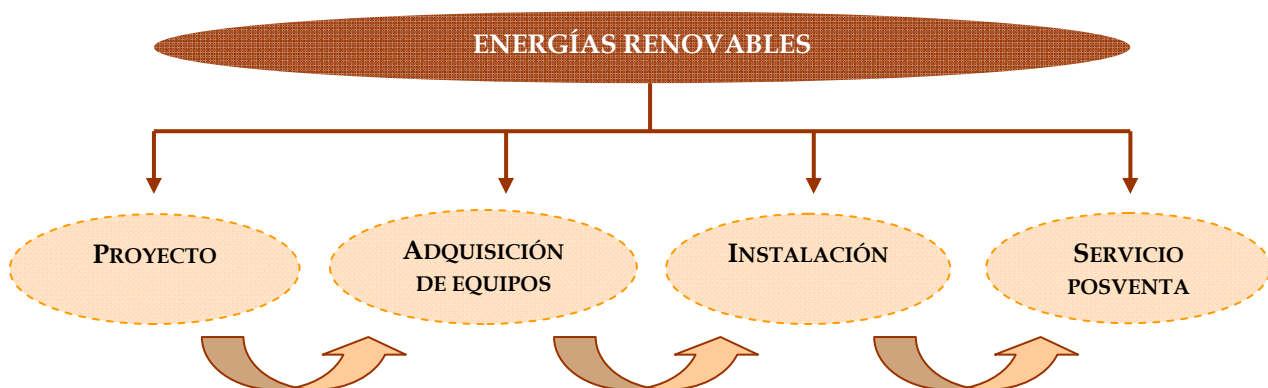 ENERGÍAS RENOVABLES
PROYECTO
ADQUISICIÓN
DE EQUIPOS
INSTALACIÓN
SERVICIO
POSVENTA